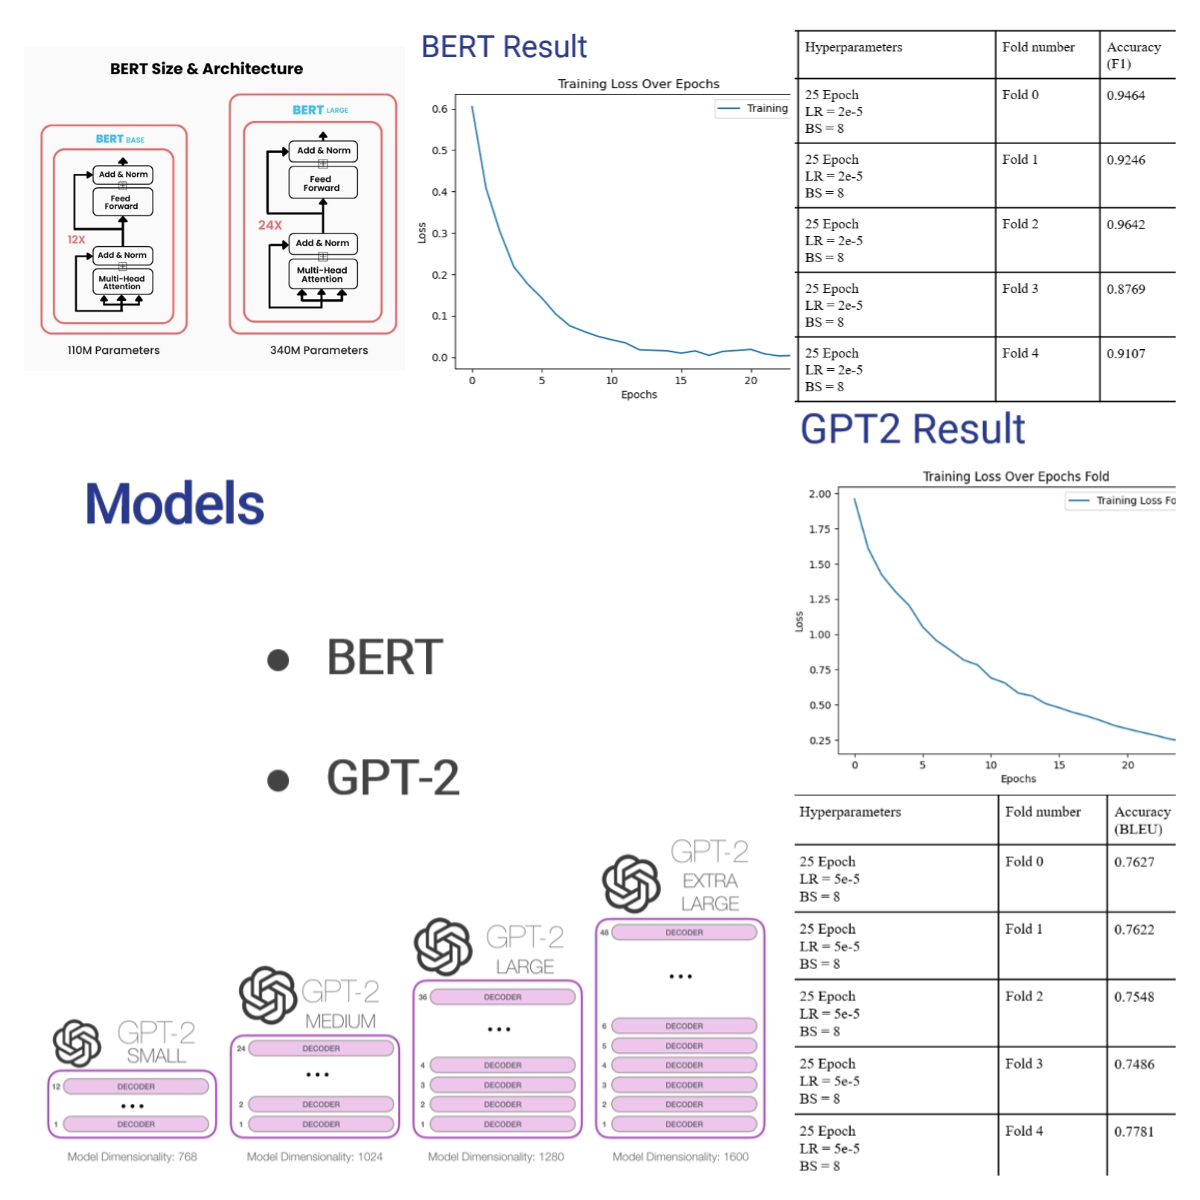 BERT Size & Architecture
BERT BASE
Add & Norm
Feed
Forward
12X
Add & Norm
Multi-Head
Attention
110M Parameters
BERT LARGE
Add & Norm
Feed
Forward
24X
Add & Norm
Multi-Head
Attention
340M Parameters
BERT Result
Training Loss Over Epochs
Training
0.6
0.5
0.4
0.3
0.2
0.1
0.0
Loss
0 5 10 15 20
Epochs
Hyperparameters Fold number Accuracy
(F1)
25 Epoch Fold 0 0.9464
LR = 2e-5
BS = 8
25 Epoch Fold 1 0.9246
LR = 2e-5
BS = 8
25 Epoch Fold 2 0.9642
LR = 2e-5
BS = 8
25 Epoch Fold 3 0.8769
LR = 2e-5
BS = 8
25 Epoch Fold 4 0.9107
LR = 2e-5
BS = 8
Models
BERT
GPT-2
GPT2 Result
Training Loss Over Epochs Fold
Training Loss Fo
2.00
1.75
1.50
1.25
1.00
0.75
0.50
0.25
Loss
0 5 10 15 20
Epochs
Hyperparameters Fold number Accuracy
(BLEU)
25 Epoch Fold 0 0.7627
LR = 5e-5
BS = 8
25 Epoch Fold 1 0.7622
LR = 5e-5
BS = 8
25 Epoch Fold 2 0.7548
LR = 5e-5
BS = 8
25 Epoch Fold 3 0.7486
LR = 5e-5
BS = 8
25 Epoch Fold 4 0.7781
LR = 5e-5
BS = 8
GPT-2
SMALL
12 DECODER
...
1 DECODER
Model Dimensionality: 768
GPT-2
MEDIUM
24 DECODER
...
2 DECODER
1 DECODER
Model Dimensionality: 1024
GPT-2
LARGE
36 DECODER
...
4 DECODER
3 DECODER
2 DECODER
1 DECODER
Model Dimensionality: 1280
GPT-2
EXTRA
LARGE
48 DECODER
...
6 DECODER
5 DECODER
4 DECODER
3 DECODER
2 DECODER
1 DECODER
Model Dimensionality: 1600